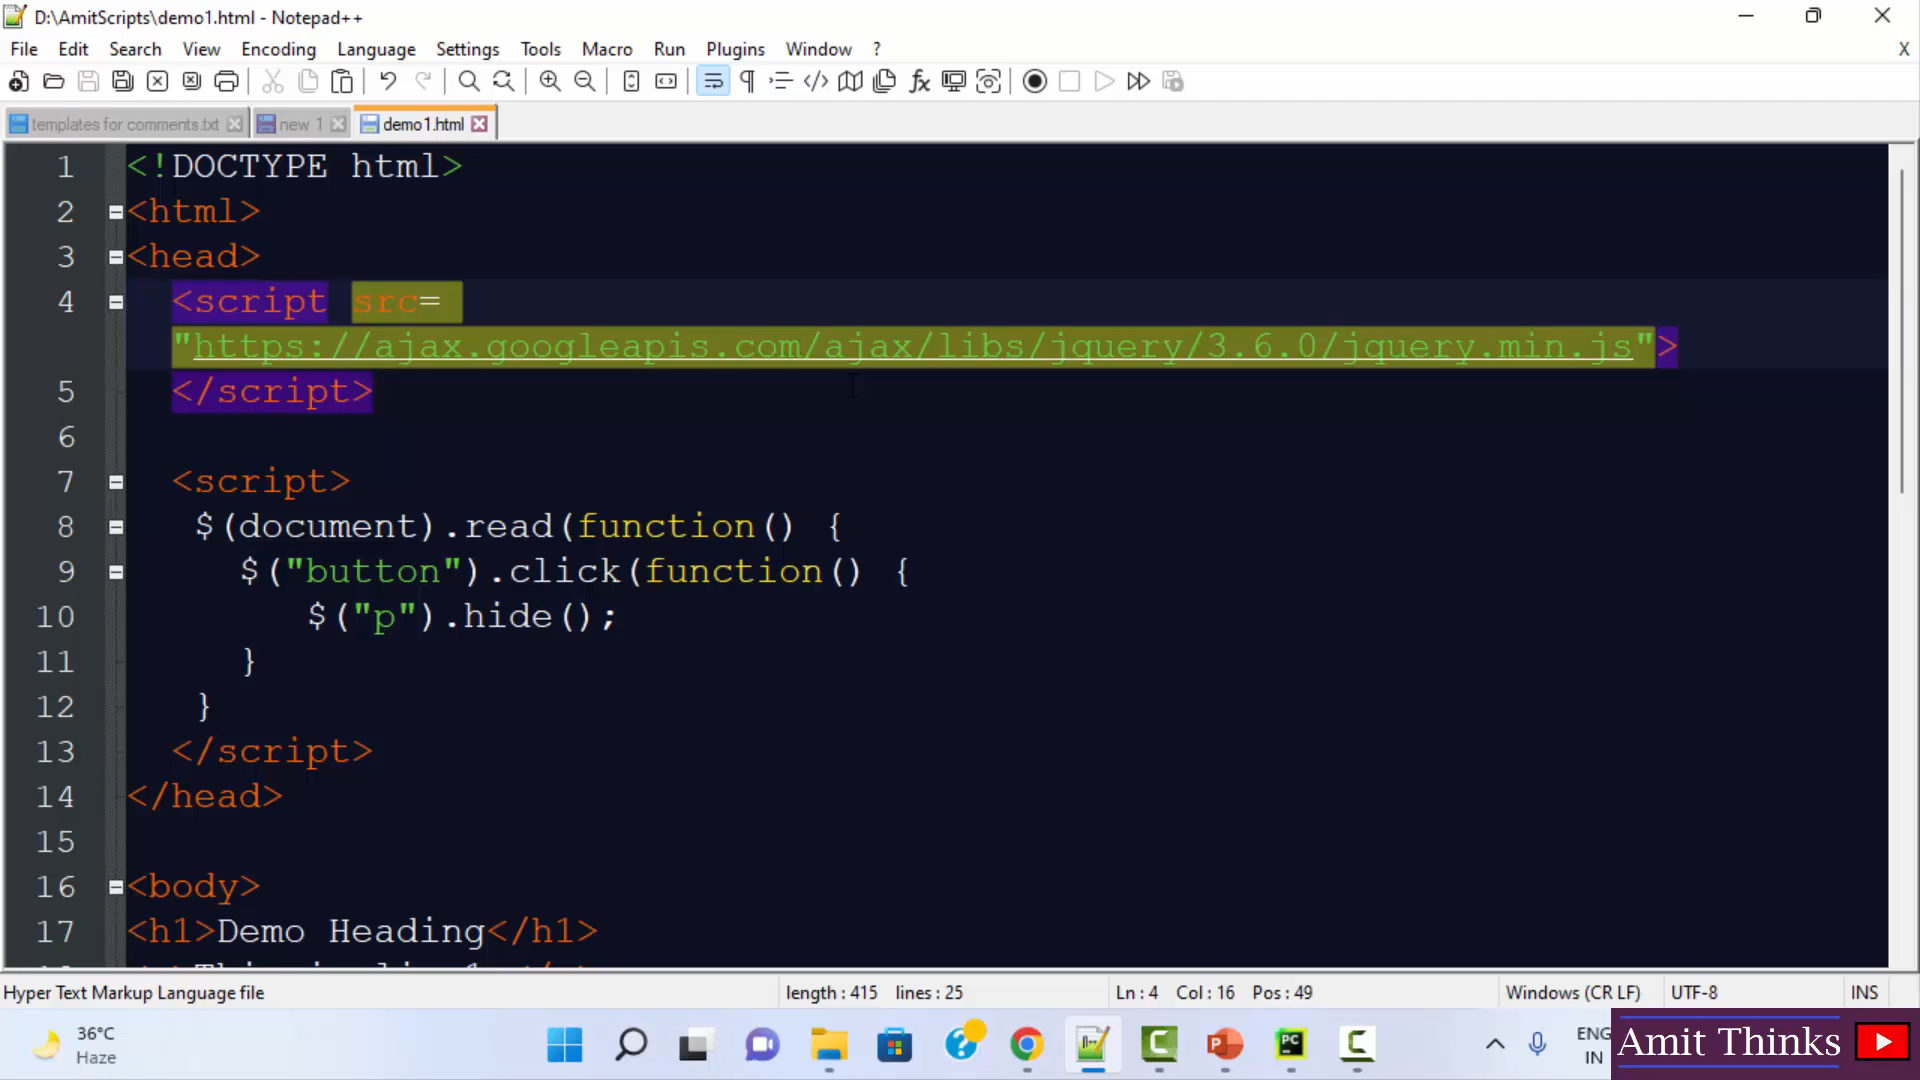 D:\AmitScripts\demo1.html - Notepad++
File Edit Search View Encoding Language Settings Tools Macro Run Plugins Window ? X
templates for comments.txt new 1 demo1.html
1 <!DOCTYPE html>
2 <html>
3 <head>
4 <script src=
"https://ajax.googleapis.com/ajax/libs/jquery/3.6.0/jquery.min.js">
5 </script>
6
7 <script>
8 $(document).read(function() {
9 $("button").click(function() {
10 $("p").hide();
11 }
12 }
13 </script>
14 </head>
15
16 <body>
17 <h1>Demo Heading</h1>
Hyper Text Markup Language file length : 415 lines : 25 Ln : 4 Col : 16 Pos : 49 Windows (CR LF) UTF-8 INS
36°C
Haze
ENG
IN
Amit Thinks